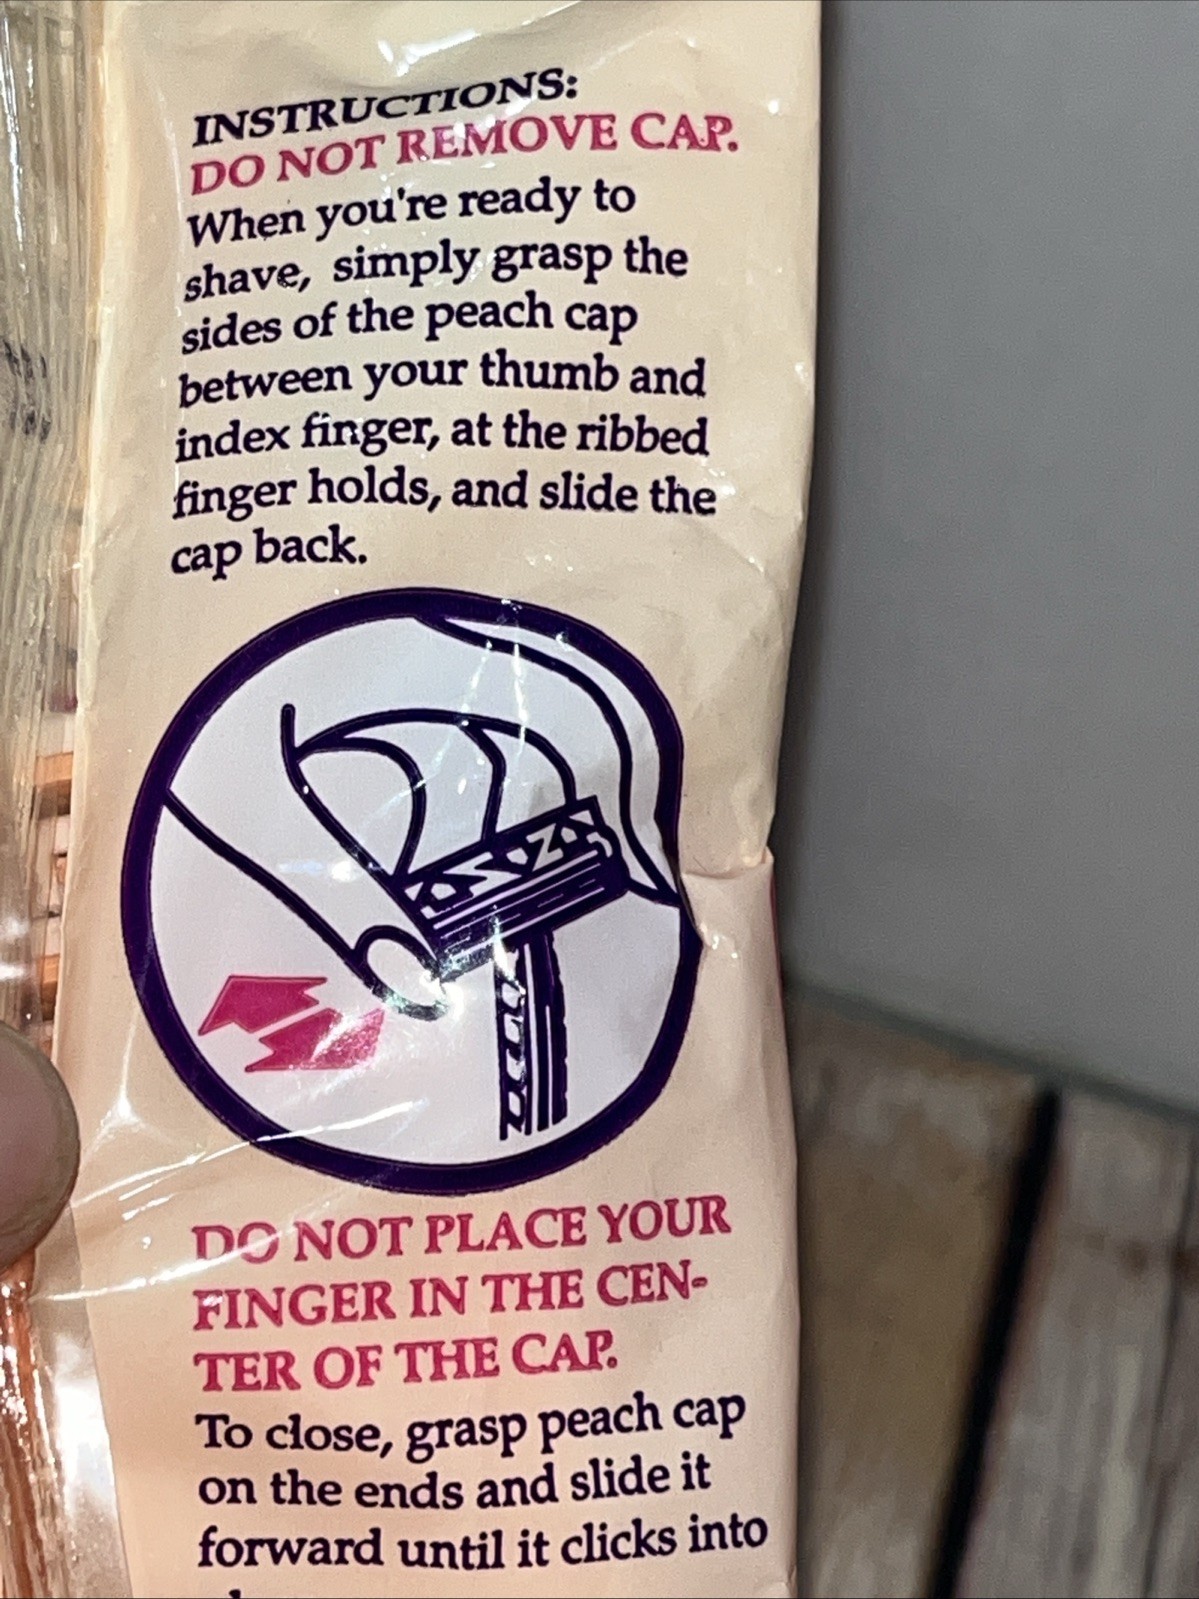 INSTRUCTIONS:
DO NOT REMOVE CAP.
When you're ready to
shave, simply grasp the
sides of the peach cap
between your thumb and
index finger, at the ribbed
finger holds, and slide the
cap back.
DO NOT PLACE YOUR
FINGER IN THE CEN-
TER OF THE CAP.
To close, grasp peach cap
on the ends and slide it
forward until it clicks into